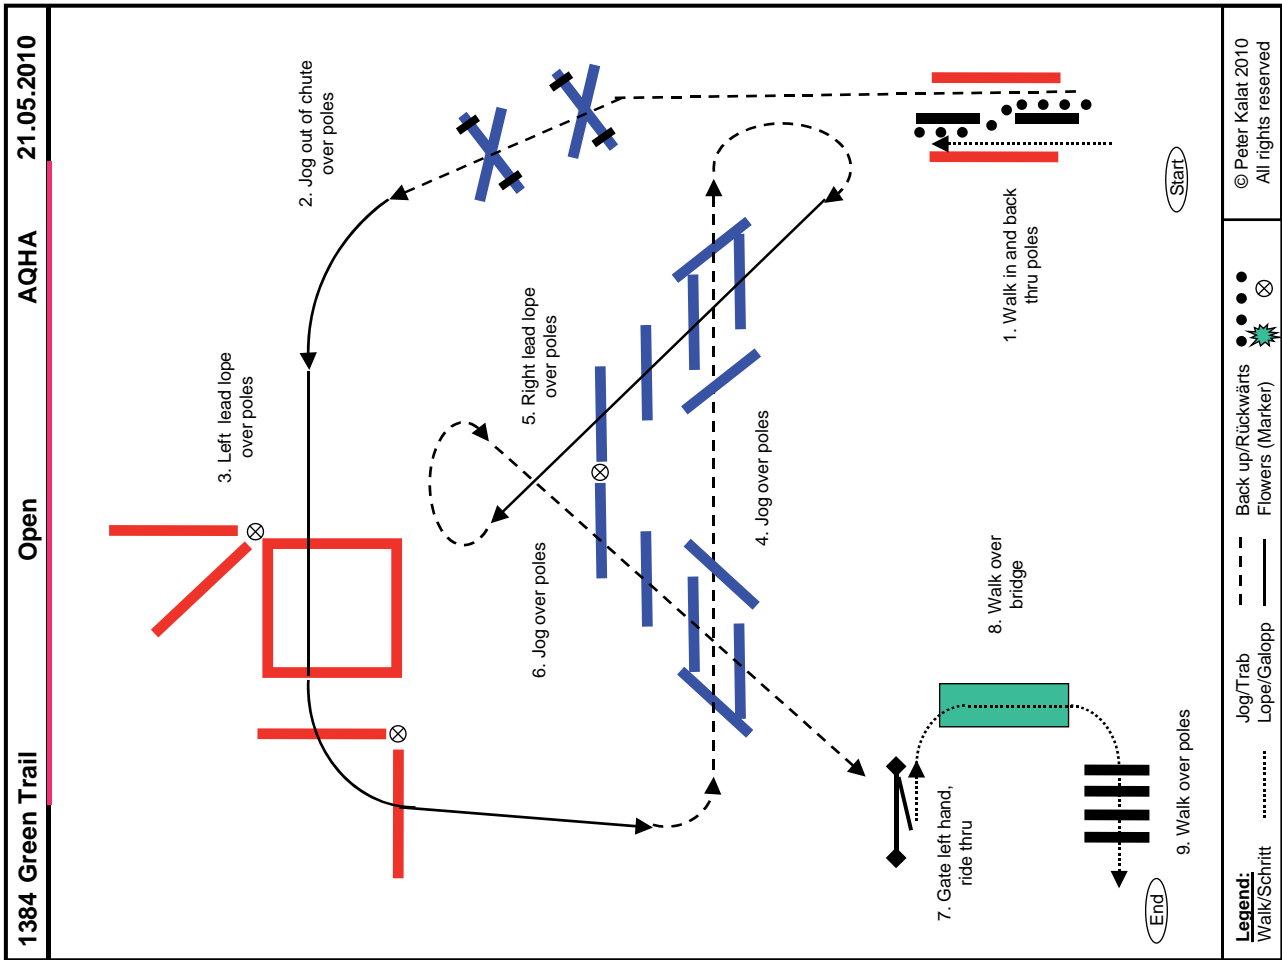 1384 Green Trail Open AQHA 21.05.2010
2. Jog out of chute
over poles
3. Left lead lope
over poles
5. Right lead lope
over poles
6. Jog over poles
4. Jog over poles
1. Walk in and back
thru poles
Start
8. Walk over
bridge
7. Gate left hand,
ride thru
9. Walk over poles
End
Legend:
Walk/Schritt
Jog/Trab
Lope/Galopp
Back up/Rückwärts
Flowers (Marker)
© Peter Kalat 2010
All rights reserved